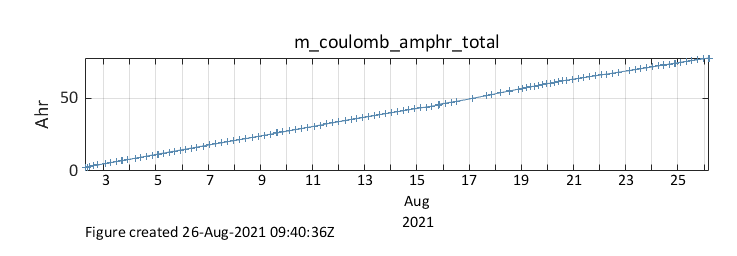 m_coulomb_amphr_total
Ahr
50
0
3 5 7 9 11 13 15 17 19 21 23 25
Aug
2021
Figure created 26-Aug-2021 09:40:36Z